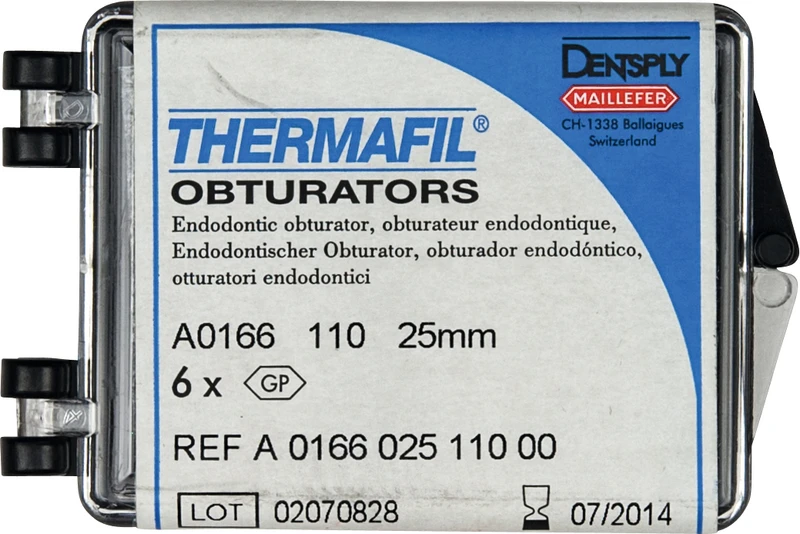 DENTSPLY
MAILLEFER
CH-1338 Ballaigues
Switzerland
THERMAFIL®
OBTURATORS
Endodontic obturator, obturateur endodontique,
Endodontischer Obturator, obturador endodóntico,
otturatori endodontici
A0166 110 25mm
6 x GP
REF A 0166 025 110 00
LOT 02070828 07/2014